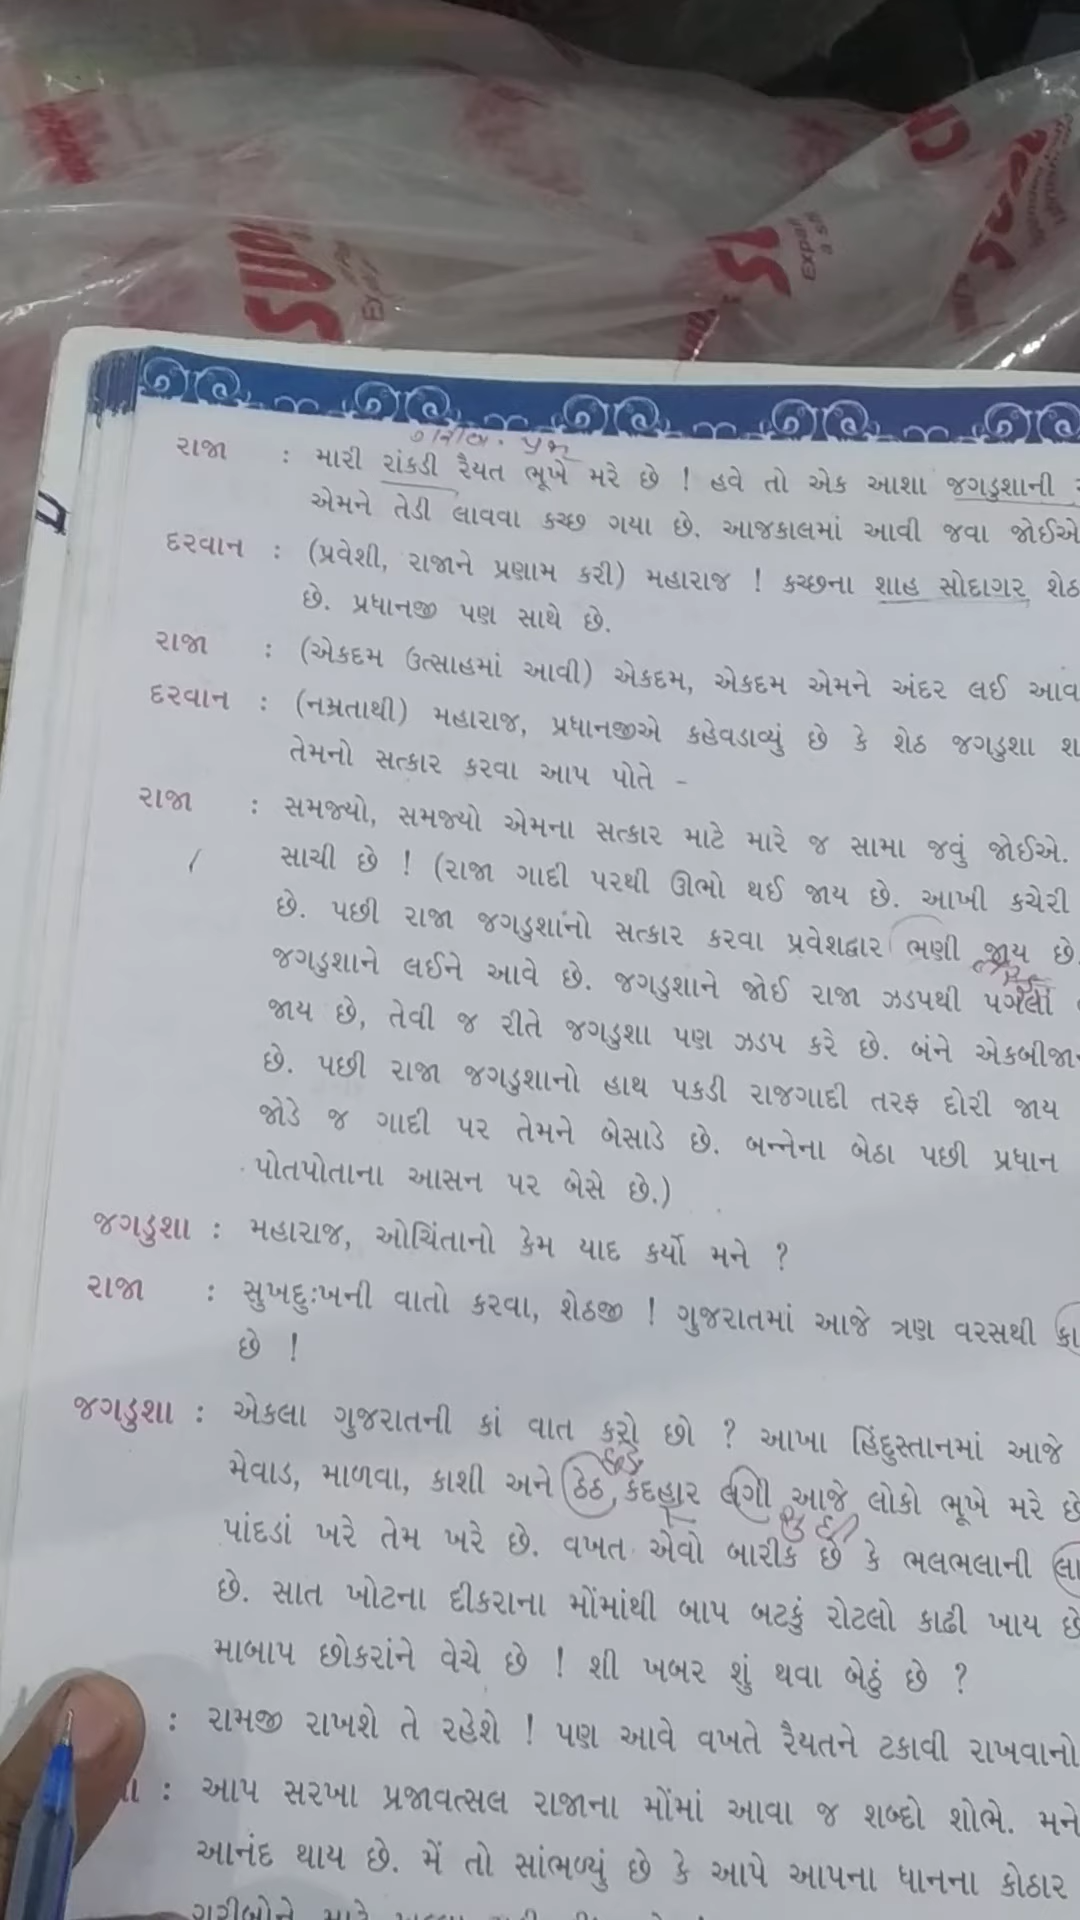 ગરીબ. પ્રજા
રાજા : મારી રાંકડી રૈયત ભૂખે મરે છે ! હવે તો એક આશા જગડુશાની
એમને તેડી લાવવા કચ્છ ગયા છે. આજકાલમાં આવી જવા જોઈએ
દરવાન : (પ્રવેશી, રાજાને પ્રણામ કરી) મહારાજ ! કચ્છના શાહ સોદાગર શેઠ
છે. પ્રધાનજી પણ સાથે છે.
રાજા : (એકદમ ઉત્સાહમાં આવી) એકદમ, એકદમ એમને અંદર લઈ આવ
દરવાન : (નમ્રતાથી) મહારાજ, પ્રધાનજીએ કહેવડાવ્યું છે કે શેઠ જગડુશા શ
તેમનો સત્કાર કરવા આપ પોતે -
રાજા : સમજ્યો, સમજ્યો એમના સત્કાર માટે મારે જ સામા જવું જોઈએ.
સાચી છે ! (રાજા ગાદી પરથી ઊભો થઈ જાય છે. આખી કચેરી
છે. પછી રાજા જગડુશાનો સત્કાર કરવા પ્રવેશદ્વાર ભણી જાય છે.
જગડુશાને લઈને આવે છે. જગડુશાને જોઈ રાજા ઝડપથી પગલાં
જાય છે, તેવી જ રીતે જગડુશા પણ ઝડપ કરે છે. બંને એકબીજા
છે. પછી રાજા જગડુશાનો હાથ પકડી રાજગાદી તરફ દોરી જાય
જોડે જ ગાદી પર તેમને બેસાડે છે. બન્નેના બેઠા પછી પ્રધાન
પોતપોતાના આસન પર બેસે છે.)
જગડુશા : મહારાજ, ઓચિંતાનો કેમ યાદ કર્યો મને ?
રાજા : સુખદુઃખની વાતો કરવા, શેઠજી ! ગુજરાતમાં આજે ત્રણ વરસથી કા
છે !
જગડુશા : એકલા ગુજરાતની કાં વાત કરો છો ? આખા હિંદુસ્તાનમાં આજે
મેવાડ, માળવા, કાશી અને ઠેઠ કંદહાર લગી આજે લોકો ભૂખે મરે છે
પાંદડાં ખરે તેમ ખરે છે. વખત એવો બારીક છે કે ભલભલાની લા
છે. સાત ખોટના દીકરાના મોંમાંથી બાપ બટકું રોટલો કાઢી ખાય છે
માબાપ છોકરાંને વેચે છે ! શી ખબર શું થવા બેઠું છે ?
: રામજી રાખશે તે રહેશે ! પણ આવે વખતે રૈયતને ટકાવી રાખવાનો
: આપ સરખા પ્રજાવત્સલ રાજાના મોંમાં આવા જ શબ્દો શોભે. મને
આનંદ થાય છે. મેં તો સાંભળ્યું છે કે આપે આપના ધાનના કોઠાર
ગરીબોને માટે